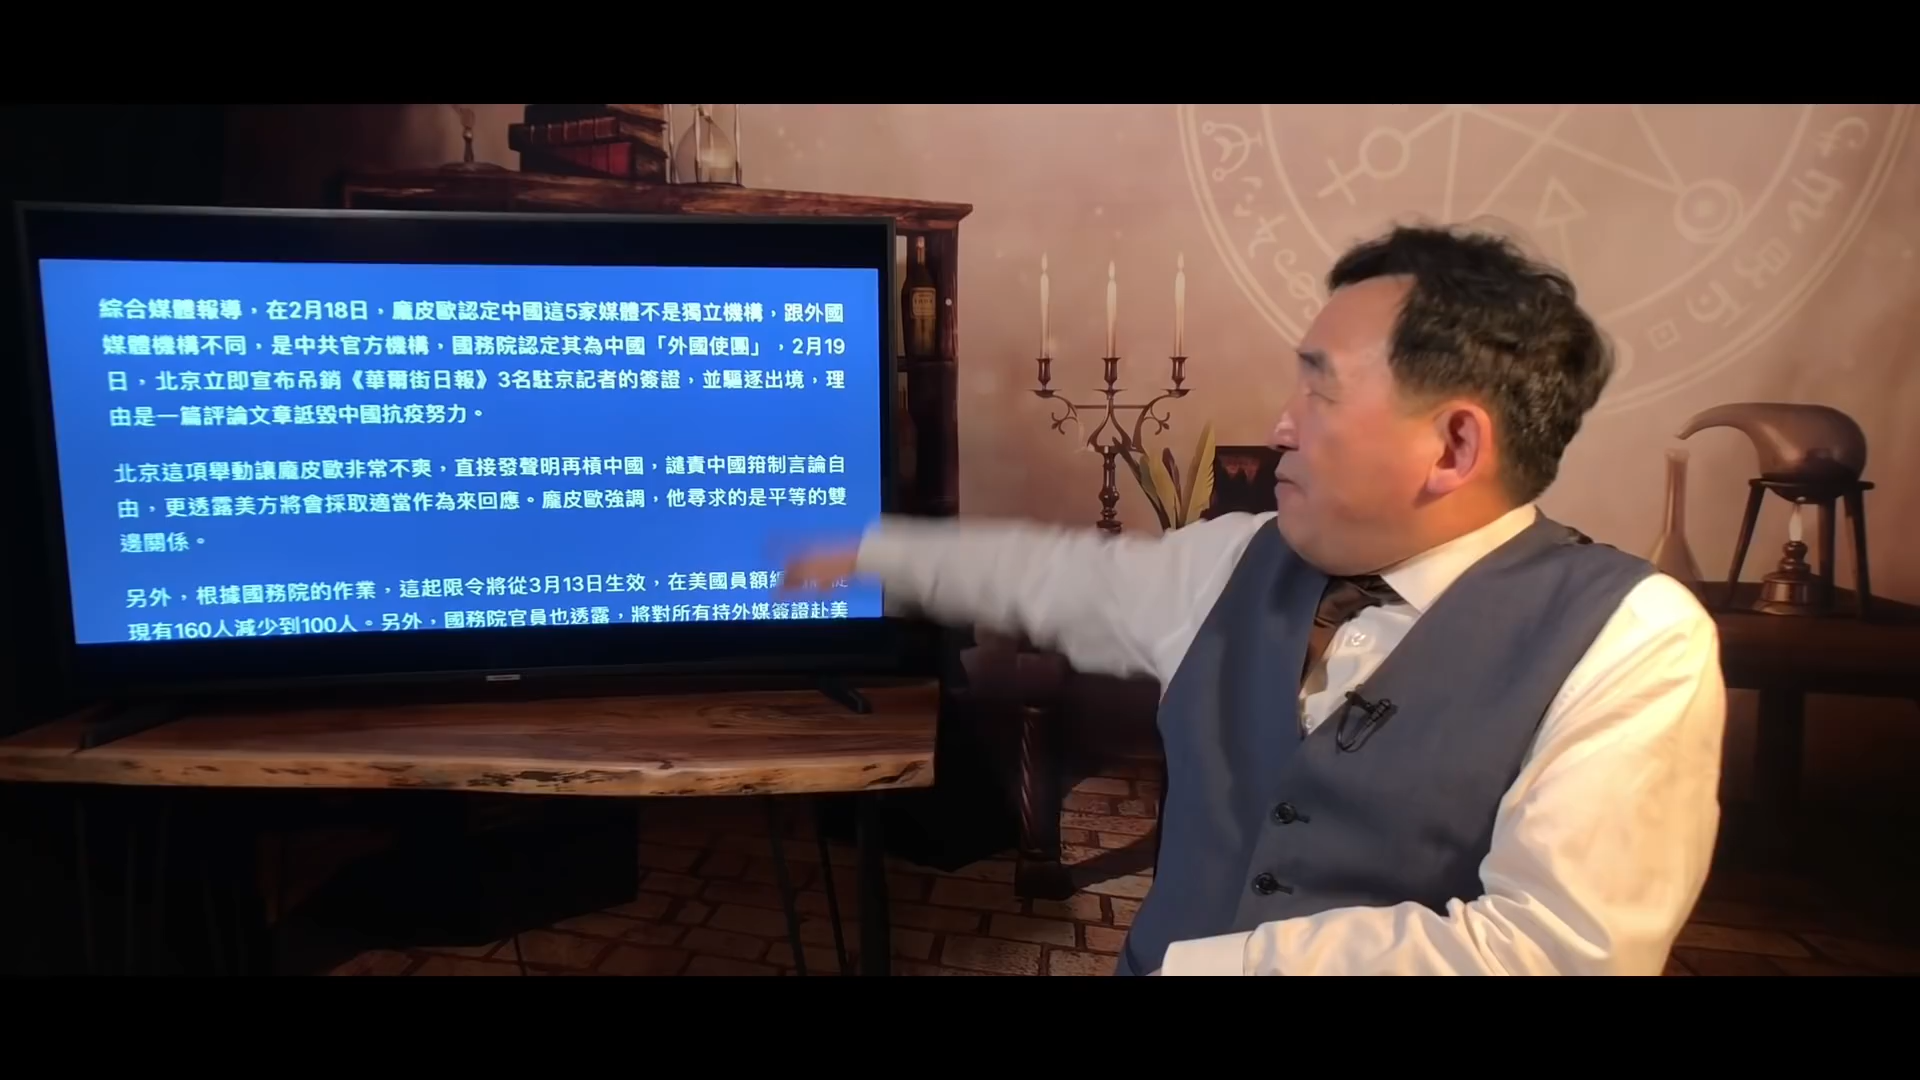 綜合媒體報導，在2月18日，龐皮歐認定中國這5家媒體不是獨立機構，跟外國
媒體機構不同，是中共官方機構，國務院認定其為中國「外國使團」，2月19
日，北京立即宣布吊銷《華爾街日報》3名駐京記者的簽證，並驅逐出境，理
由是一篇評論文章詆毀中國抗疫努力。
北京這項舉動讓龐皮歐非常不爽，直接發聲明再槓中國，譴責中國箝制言論自
由，更透露美方將會採取適當作為來回應。龐皮歐強調，他尋求的是平等的雙
邊關係。
另外，根據國務院的作業，這起限令將從3月13日生效，在美國員額
現有160人減少到100人。另外，國務院官員也透露，將對所有持外媒簽證赴美